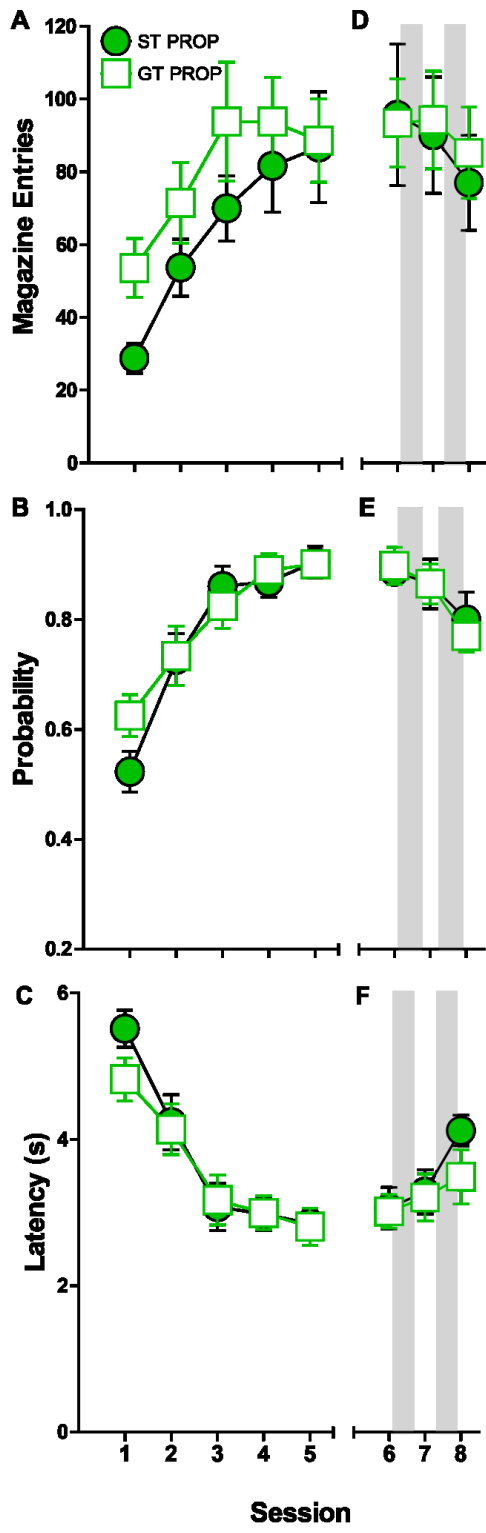 A
D
ST PROP
GT PROP
Magazine Entries
120
100
80
60
40
20
0
B
E
Probability
1.0
0.8
0.6
0.4
0.2
C
F
Latency (s)
6
4
2
0
1 2 3 4 5 6 7 8
Session